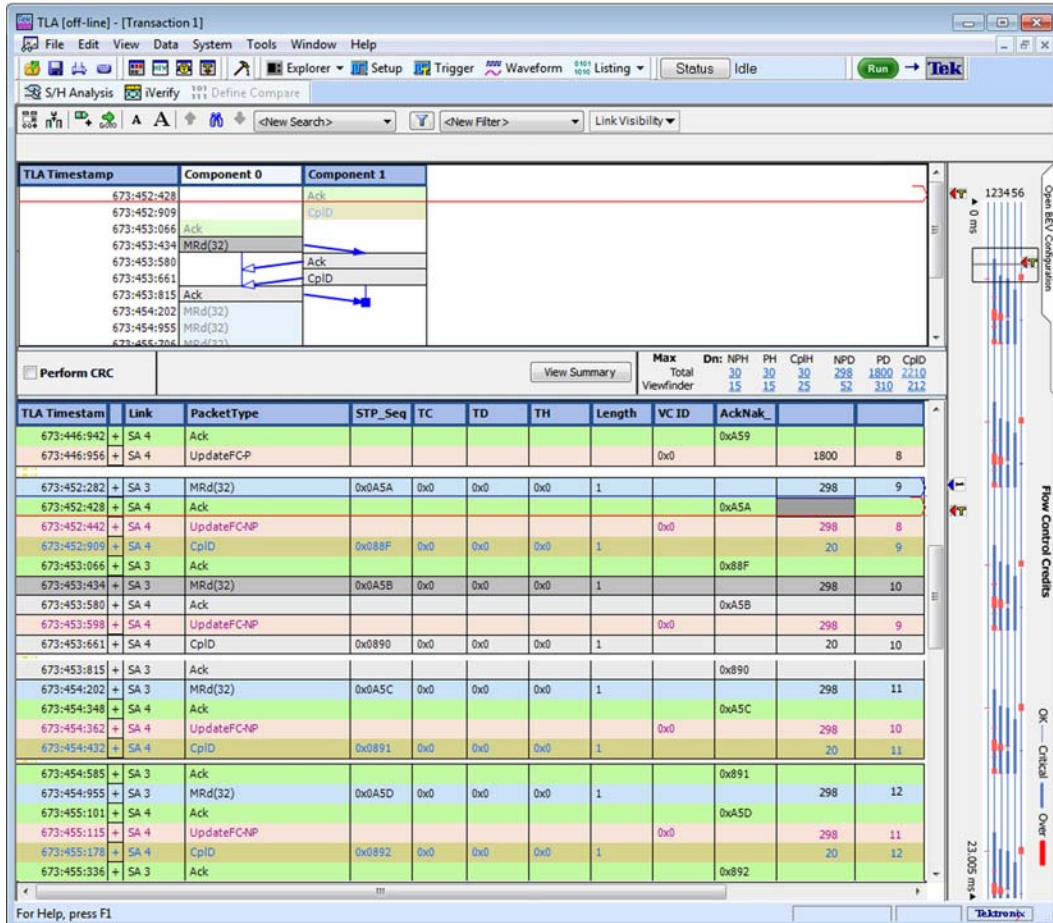 TLA [off-line] - [Transaction 1]
File Edit View Data System Tools Window Help
Explorer Setup Trigger Waveform Listing Status Idle Run Tek
S/H Analysis iVerify Define Compare
A A <New Search> <New Filter> Link Visibility
TLA Timestamp Component 0 Component 1
673:452:428 Ack
673:452:909 CplD
673:453:066 Ack
673:453:434 MRd(32)
673:453:580 Ack
673:453:661 CplD
673:453:815 Ack
673:454:202 MRd(32)
673:454:955 MRd(32)
673:455:706 MRd(32)
Perform CRC View Summary
Max Dn: NPH PH CplH NPD PD CplD
Total 30 30 30 298 1800 2210
Viewfinder 15 15 25 52 310 212
TLA Timestam Link PacketType STP_Seq TC TD TH Length VC ID AckNak_
673:446:942 + SA 4 Ack 0xA59
673:446:956 + SA 4 UpdateFC-P 0x0 1800 8
673:452:282 + SA 3 MRd(32) 0x0A5A 0x0 0x0 0x0 1 298 9
673:452:428 + SA 4 Ack 0xA5A
673:452:442 + SA 4 UpdateFC-NP 0x0 298 8
673:452:909 + SA 4 CplD 0x088F 0x0 0x0 0x0 1 20 9
673:453:066 + SA 3 Ack 0x88F
673:453:434 + SA 3 MRd(32) 0x0A5B 0x0 0x0 0x0 1 298 10
673:453:580 + SA 4 Ack 0xA5B
673:453:598 + SA 4 UpdateFC-NP 0x0 298 9
673:453:661 + SA 4 CplD 0x0890 0x0 0x0 0x0 1 20 10
673:453:815 + SA 3 Ack 0x890
673:454:202 + SA 3 MRd(32) 0x0A5C 0x0 0x0 0x0 1 298 11
673:454:348 + SA 4 Ack 0xA5C
673:454:362 + SA 4 UpdateFC-NP 0x0 298 10
673:454:432 + SA 4 CplD 0x0891 0x0 0x0 0x0 1 20 11
673:454:585 + SA 3 Ack 0x891
673:454:955 + SA 3 MRd(32) 0x0A5D 0x0 0x0 0x0 1 298 12
673:455:101 + SA 4 Ack 0xA5D
673:455:115 + SA 4 UpdateFC-NP 0x0 298 11
673:455:178 + SA 4 CplD 0x0892 0x0 0x0 0x0 1 20 12
673:455:336 + SA 3 Ack 0x892
For Help, press F1
Tektronix
T 123456
0 ms
T
1
T
23.005 ms
Open BEV Configuration
Flow Control Credits
OK Critical Over